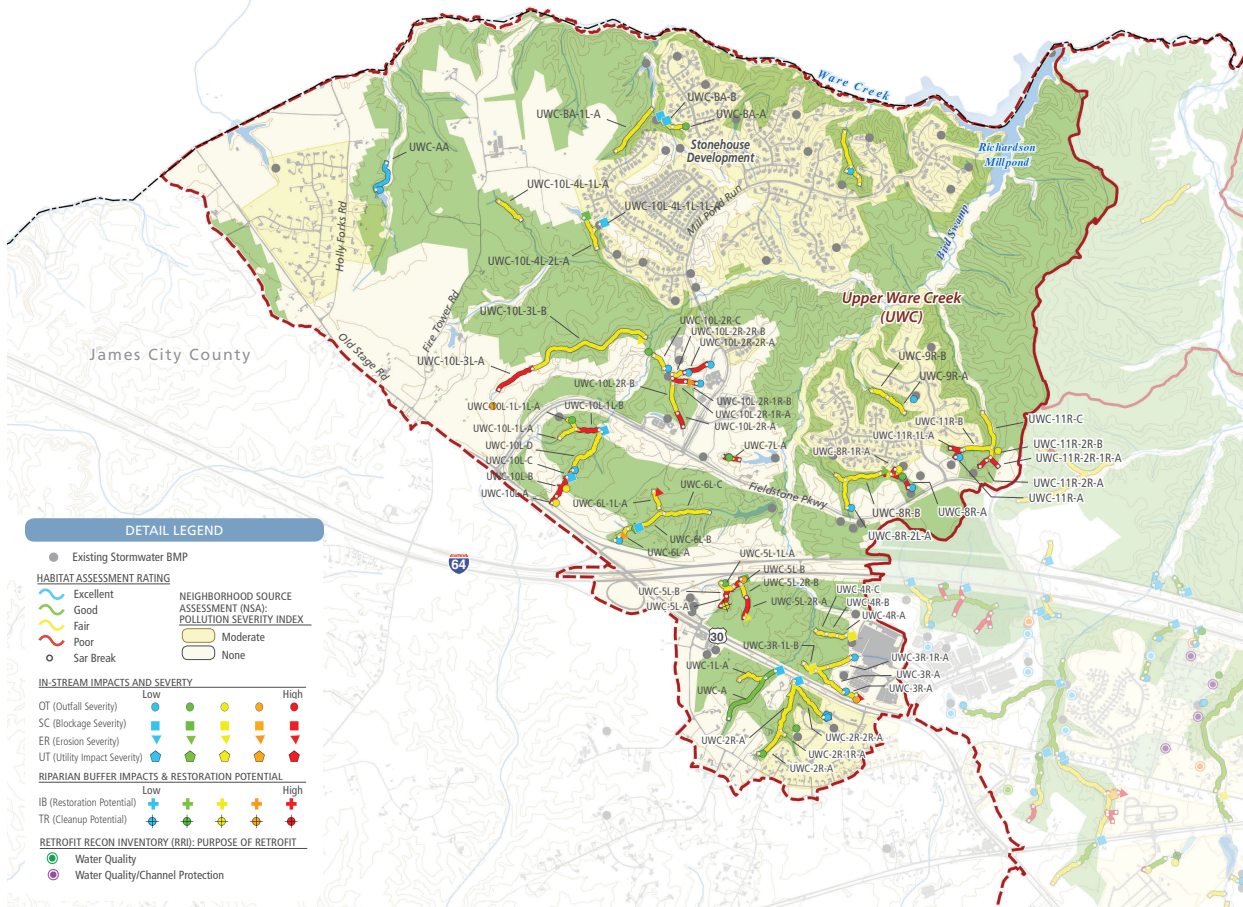 Ware Creek
UWC-BA-B
UWC-BA-1L-A
UWC-BA-A
Stonehouse
Development
Richardson
Millpond
UWC-AA
UWC-10L-4L-1L-A
UWC-10L-4L-1L-1L-A
Mill Pond Run
Holly Forks Rd
Bird Swamp
UWC-10L-4L-2L-A
Upper Ware Creek
(UWC)
Fire Tower Rd
UWC-10L-3L-B
UWC-10L-2R-C
UWC-10L-2R-2R-B
UWC-10L-2R-2R-A
James City County
Old Stage Rd
UWC-10L-3L-A
UWC-9R-B
UWC-9R-A
UWC-10L-2R-B
UWC-10L-2R-1R-B
UWC-10L-2R-1R-A
UWC-10L-2R-A
UWC-10L-1L-1L-A
UWC-10L-1L-B
UWC-10L-1L-A
UWC-11R-C
UWC-11R-B
UWC-11R-1L-A
UWC-11R-2R-B
UWC-11R-2R-1R-A
UWC-11R-2R-A
UWC-11R-A
UWC-10L-D
UWC-7L-A
UWC-8R-1R-A
UWC-10L-C
UWC-10L-B
UWC-10L-A
UWC-6L-C
UWC-6L-1L-A
Fieldstone Pkwy
UWC-8R-B
UWC-8R-A
UWC-8R-2L-A
UWC-6L-B
UWC-6L-A
64
UWC-5L-1L-A
UWC-5L-B
UWC-5L-2R-B
UWC-5L-B
UWC-5L-A
UWC-5L-2R-A
UWC-4R-C
UWC-4R-B
UWC-4R-A
30
UWC-3R-1L-B
UWC-3R-1R-A
UWC-3R-A
UWC-3R-A
UWC-1L-A
UWC-A
UWC-2R-A
UWC-2R-2R-A
UWC-2R-1R-A
UWC-2R-A
DETAIL LEGEND
Existing Stormwater BMP
HABITAT ASSESSMENT RATING
Excellent
Good
Fair
Poor
Sar Break
NEIGHBORHOOD SOURCE
ASSESSMENT (NSA):
POLLUTION SEVERITY INDEX
Moderate
None
IN-STREAM IMPACTS AND SEVERTY
Low High
OT (Outfall Severity)
SC (Blockage Severity)
ER (Erosion Severity)
UT (Utility Impact Severity)
RIPARIAN BUFFER IMPACTS & RESTORATION POTENTIAL
Low High
IB (Restoration Potential)
TR (Cleanup Potential)
RETROFIT RECON INVENTORY (RRI): PURPOSE OF RETROFIT
Water Quality
Water Quality/Channel Protection